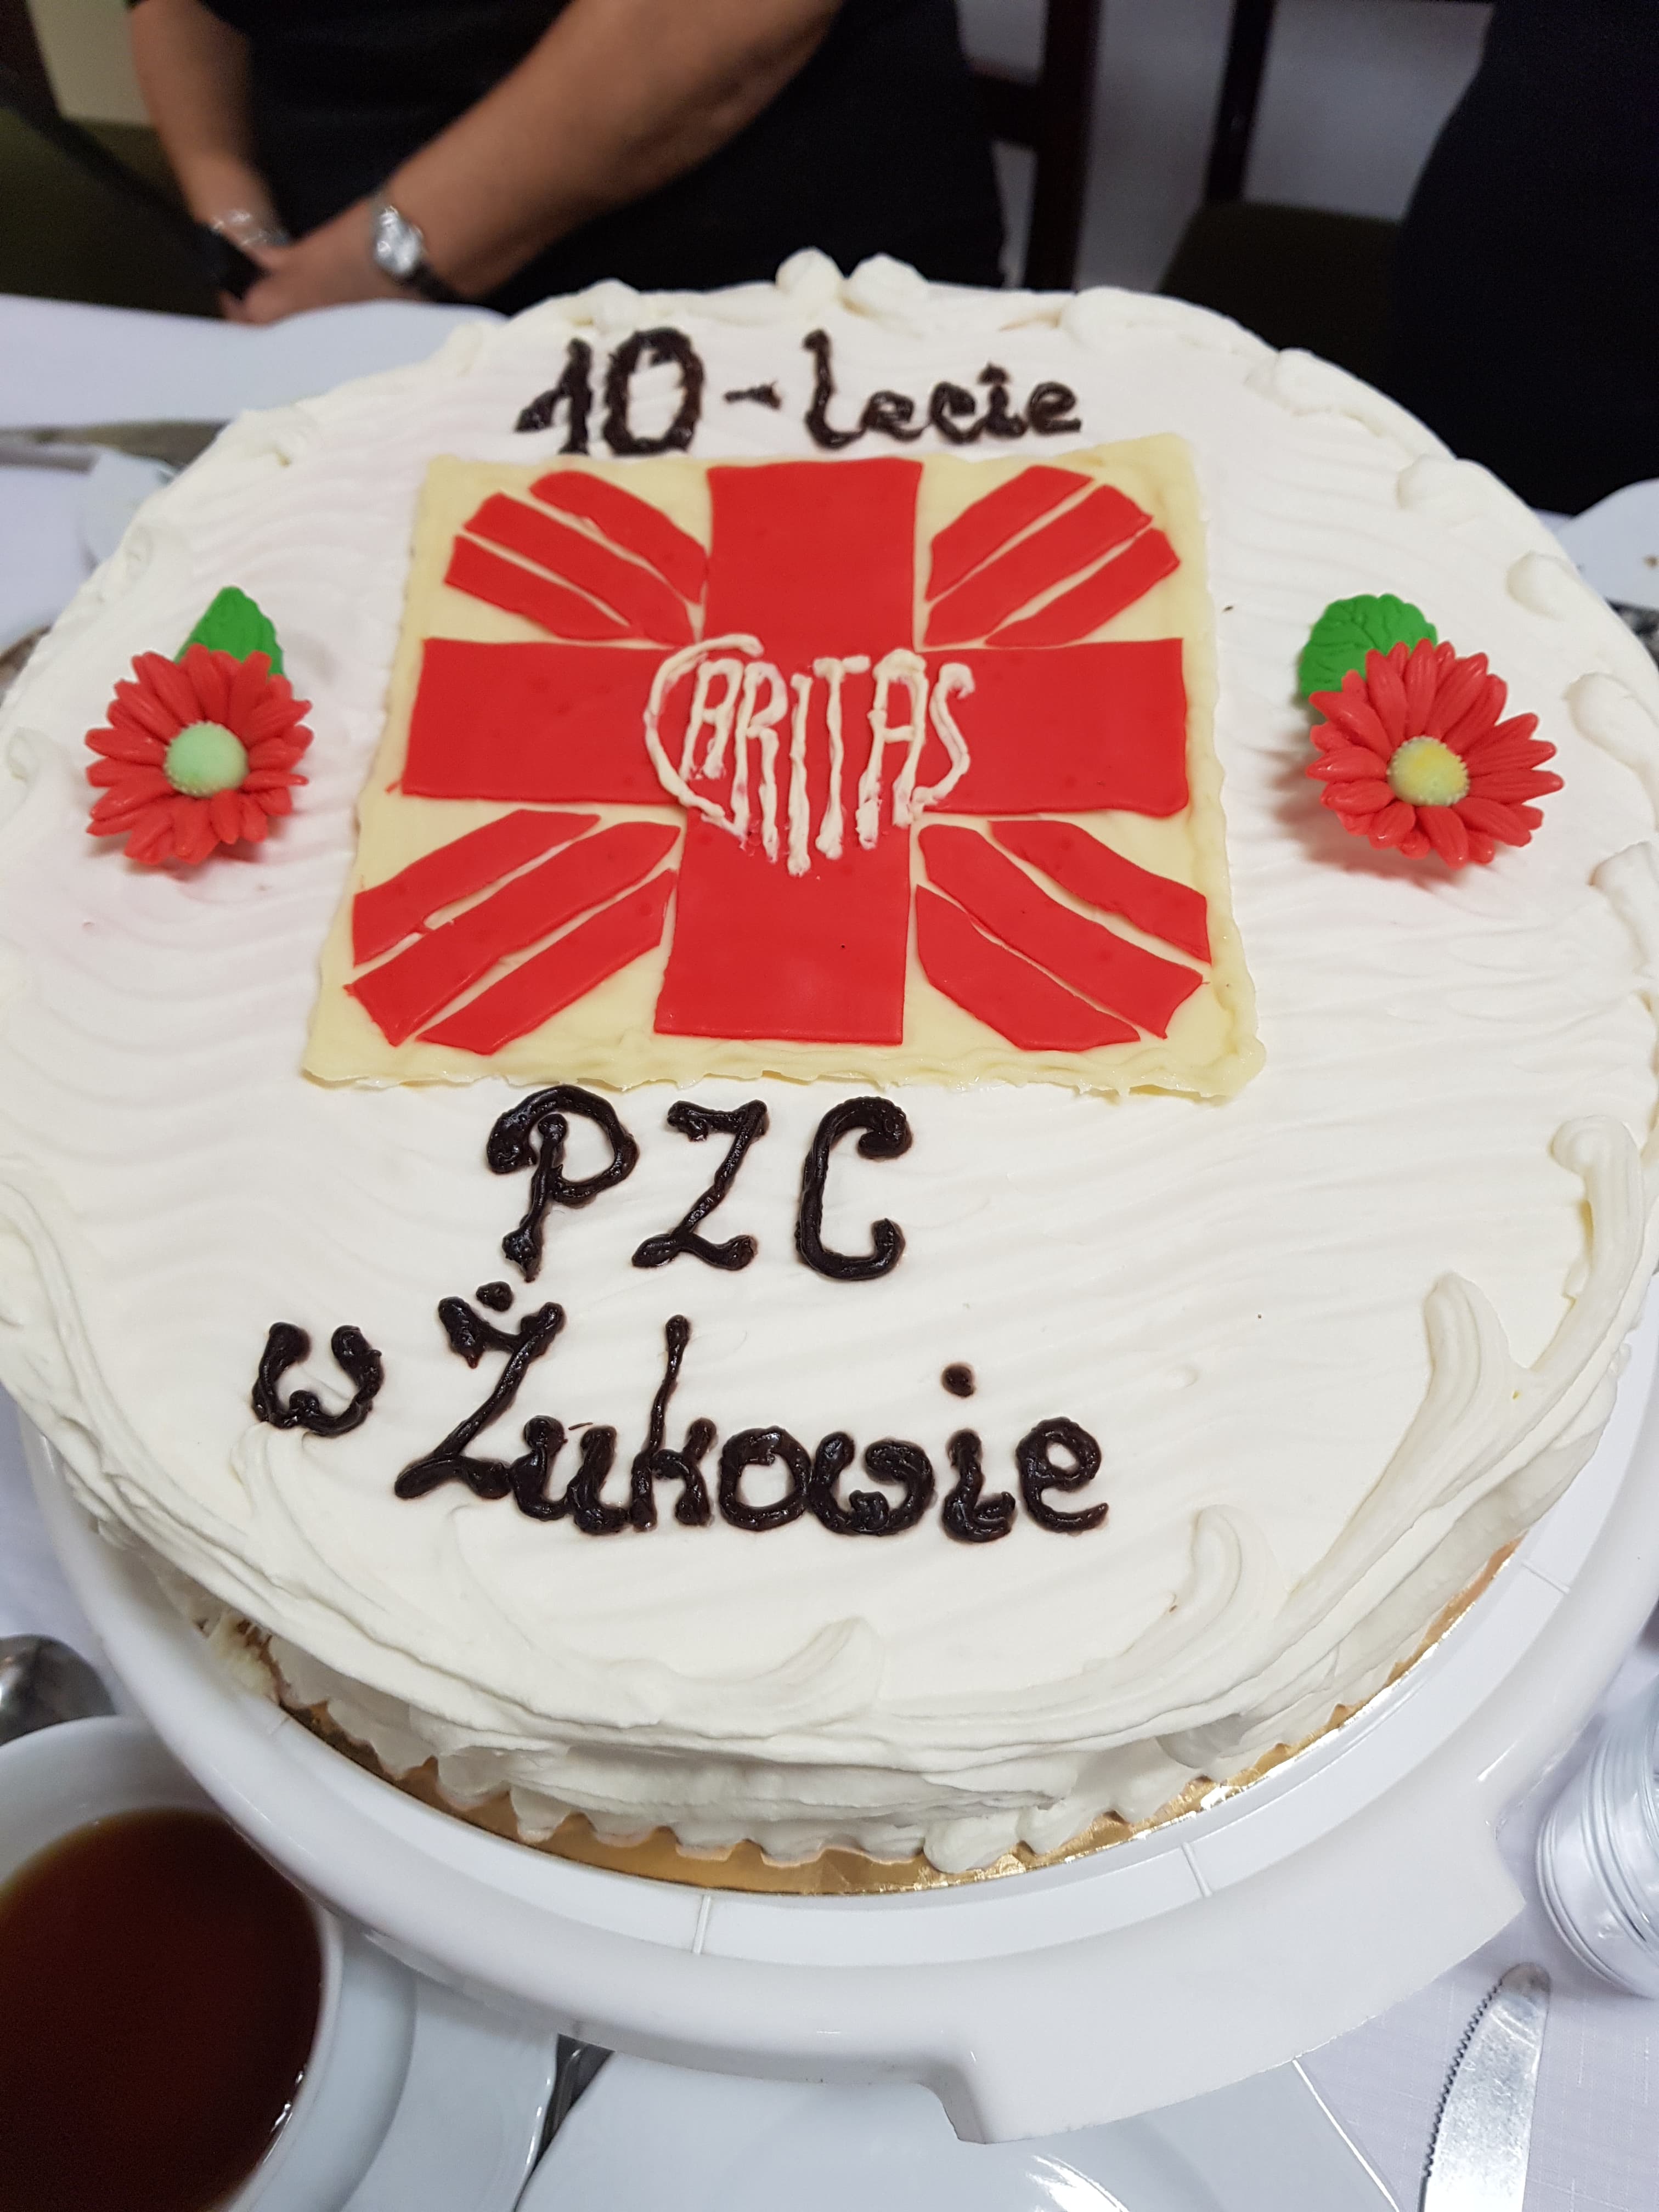 10-lecie
CARITAS
PZC
w Żukowie